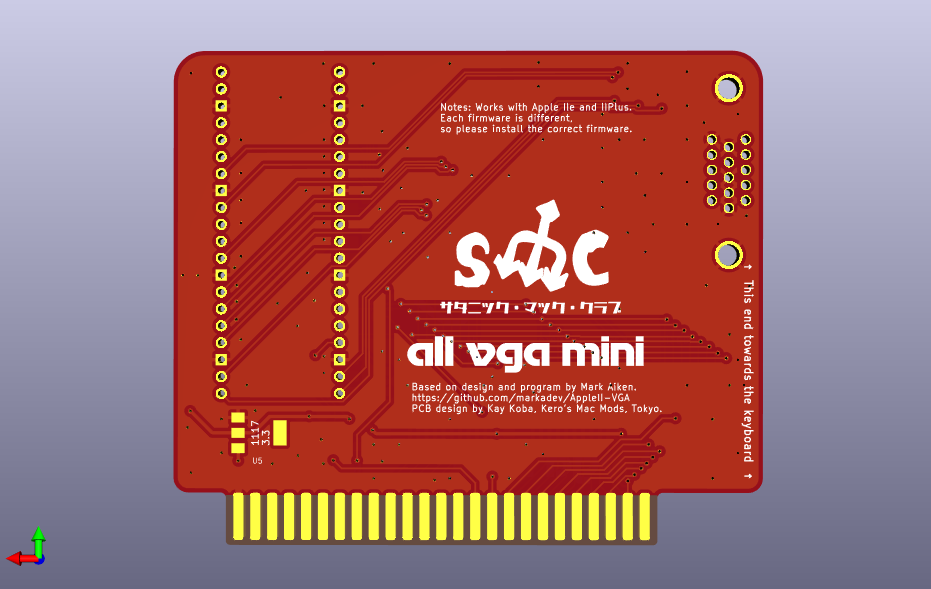 Notes: Works with Apple IIe and IIPlus.
Each firmware is different,
so please install the correct firmware.
smc
サタニック・マック・クラブ
all vga mini
Based on design and program by Mark Aiken.
https://github.com/markadev/AppleII-VGA
PCB design by Kay Koba, Kero's Mac Mods, Tokyo.
← This end towards the keyboard →
1117
3.3
U5